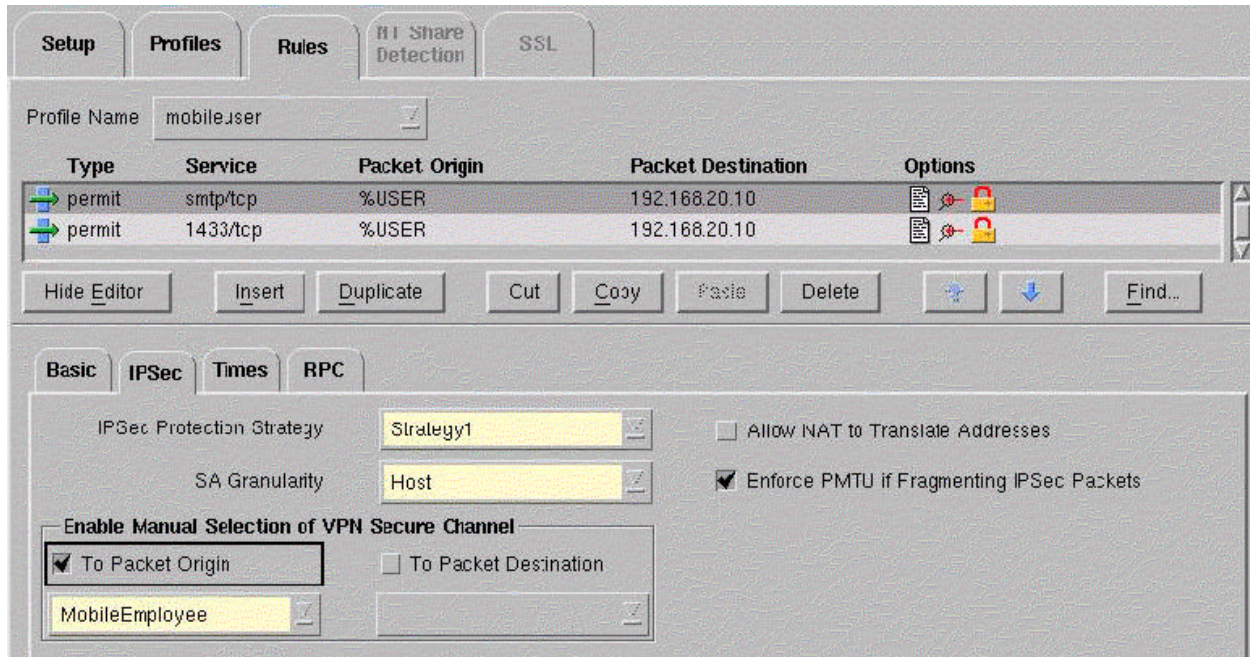 Setup Profiles Rules NT Share Detection SSL
Profile Name mobileuser
Type Service Packet Origin Packet Destination Options
permit smtp/tcp %USER 192.168.20.10
permit 1433/tcp %USER 192.168.20.10
Hide Editor Insert Duplicate Cut Copy Paste Delete Find...
Basic IPSec Times RPC
IPSec Protection Strategy Strategy1 Allow NAT to Translate Addresses
SA Granularity Host Enforce PMTU if Fragmenting IPSec Packets
Enable Manual Selection of VPN Secure Channel
To Packet Origin To Packet Destination
MobileEmployee